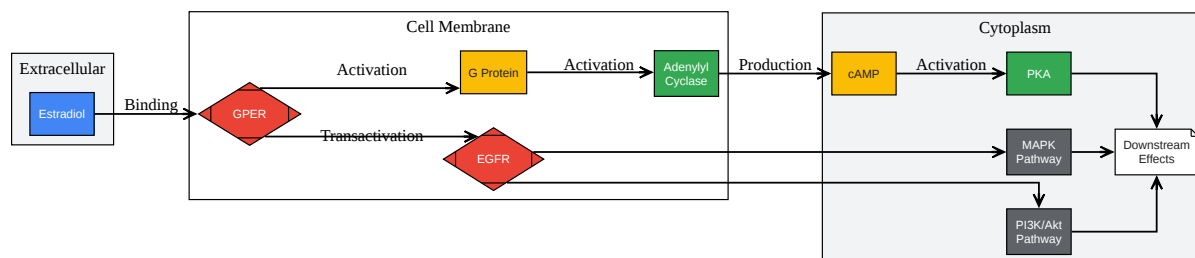 Extracellular
Estradiol
Binding
Cell Membrane
GPER
Activation
G Protein
Activation
Adenylyl
Cyclase
Transactivation
EGFR
Production
Cytoplasm
cAMP
Activation
PKA
MAPK
Pathway
PI3K/Akt
Pathway
Downstream
Effects